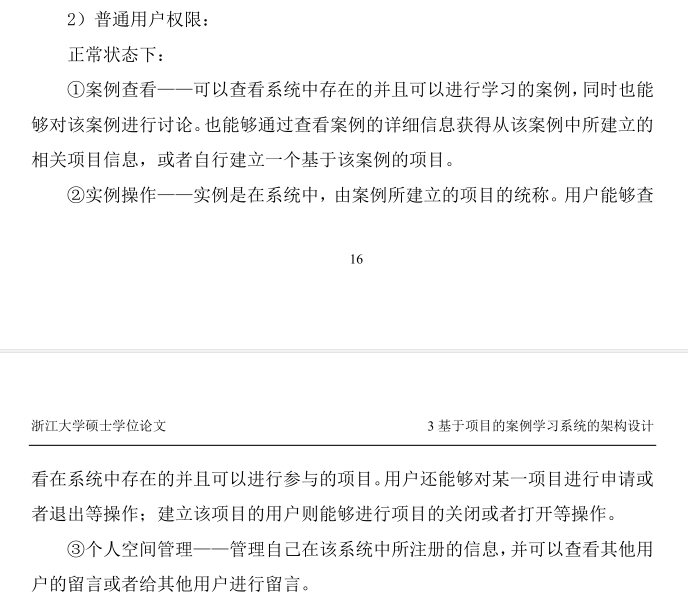 2）普通用户权限：
正常状态下：
①案例查看——可以查看系统中存在的并且可以进行学习的案例，同时也能
够对该案例进行讨论。也能够通过查看案例的详细信息获得从该案例中所建立的
相关项目信息，或者自行建立一个基于该案例的项目。
②实例操作——实例是在系统中，由案例所建立的项目的统称。用户能够查
16
浙江大学硕士学位论文 3 基于项目的案例学习系统的架构设计
看在系统中存在的并且可以进行参与的项目。用户还能够对某一项目进行申请或
者退出等操作；建立该项目的用户则能够进行项目的关闭或者打开等操作。
③个人空间管理——管理自己在该系统中所注册的信息，并可以查看其他用
户的留言或者给其他用户进行留言。